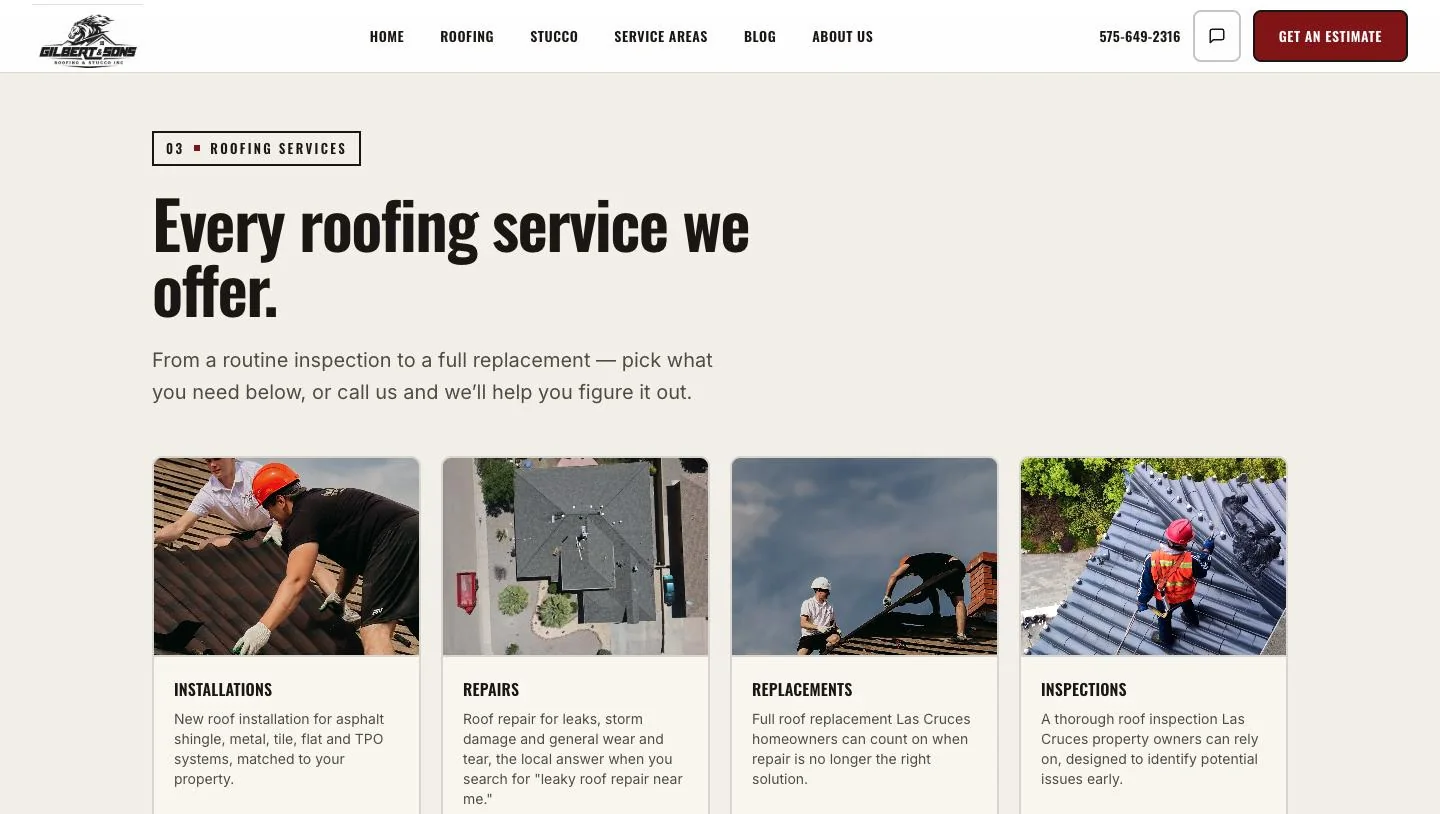 GILBERT & SONS
ROOFING & STUCCO INC
HOME
ROOFING
STUCCO
SERVICE AREAS
BLOG
ABOUT US
575-649-2316
GET AN ESTIMATE
03 ROOFING SERVICES
Every roofing service we
offer.
From a routine inspection to a full replacement — pick what
you need below, or call us and we’ll help you figure it out.
INSTALLATIONS
New roof installation for asphalt
shingle, metal, tile, flat and TPO
systems, matched to your
property.
REPAIRS
Roof repair for leaks, storm
damage and general wear and
tear, the local answer when you
search for "leaky roof repair near
me."
REPLACEMENTS
Full roof replacement Las Cruces
homeowners can count on when
repair is no longer the right
solution.
INSPECTIONS
A thorough roof inspection Las
Cruces property owners can rely
on, designed to identify potential
issues early.